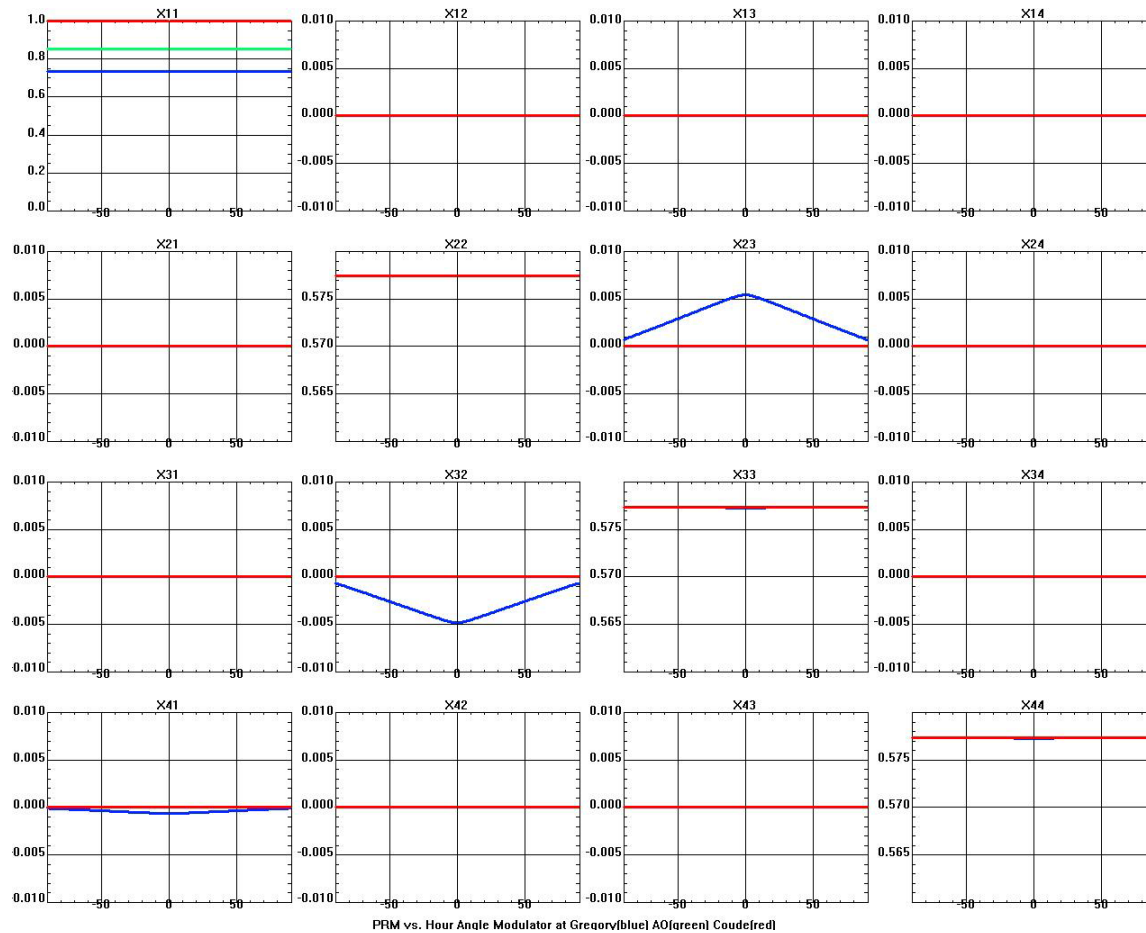 X11 X12 X13 X14
1.0 0.010 0.010 0.010
0.8 0.005 0.005 0.005
0.6
0.4 0.000 0.000 0.000
0.2 -0.005 -0.005 -0.005
0.0 -0.010 -0.010 -0.010
-50 0 50 -50 0 50 -50 0 50 -50 0 50
X21 X22 X23 X24
0.010 0.010 0.010
0.005 0.575 0.005 0.005
0.000 0.570 0.000 0.000
-0.005 0.565 -0.005 -0.005
-0.010 -0.010 -0.010
-50 0 50 -50 0 50 -50 0 50 -50 0 50
X31 X32 X33 X34
0.010 0.010 0.010
0.005 0.005 0.575 0.005
0.000 0.000 0.570 0.000
-0.005 -0.005 0.565 -0.005
-0.010 -0.010 -0.010
-50 0 50 -50 0 50 -50 0 50 -50 0 50
X41 X42 X43 X44
0.010 0.010 0.010
0.005 0.005 0.005 0.575
0.000 0.000 0.000 0.570
-0.005 -0.005 -0.005 0.565
-0.010 -0.010 -0.010
-50 0 50 -50 0 50 -50 0 50 -50 0 50
PRM vs. Hour Angle Modulator at Gregory(blue) AO(green) Coude(red)